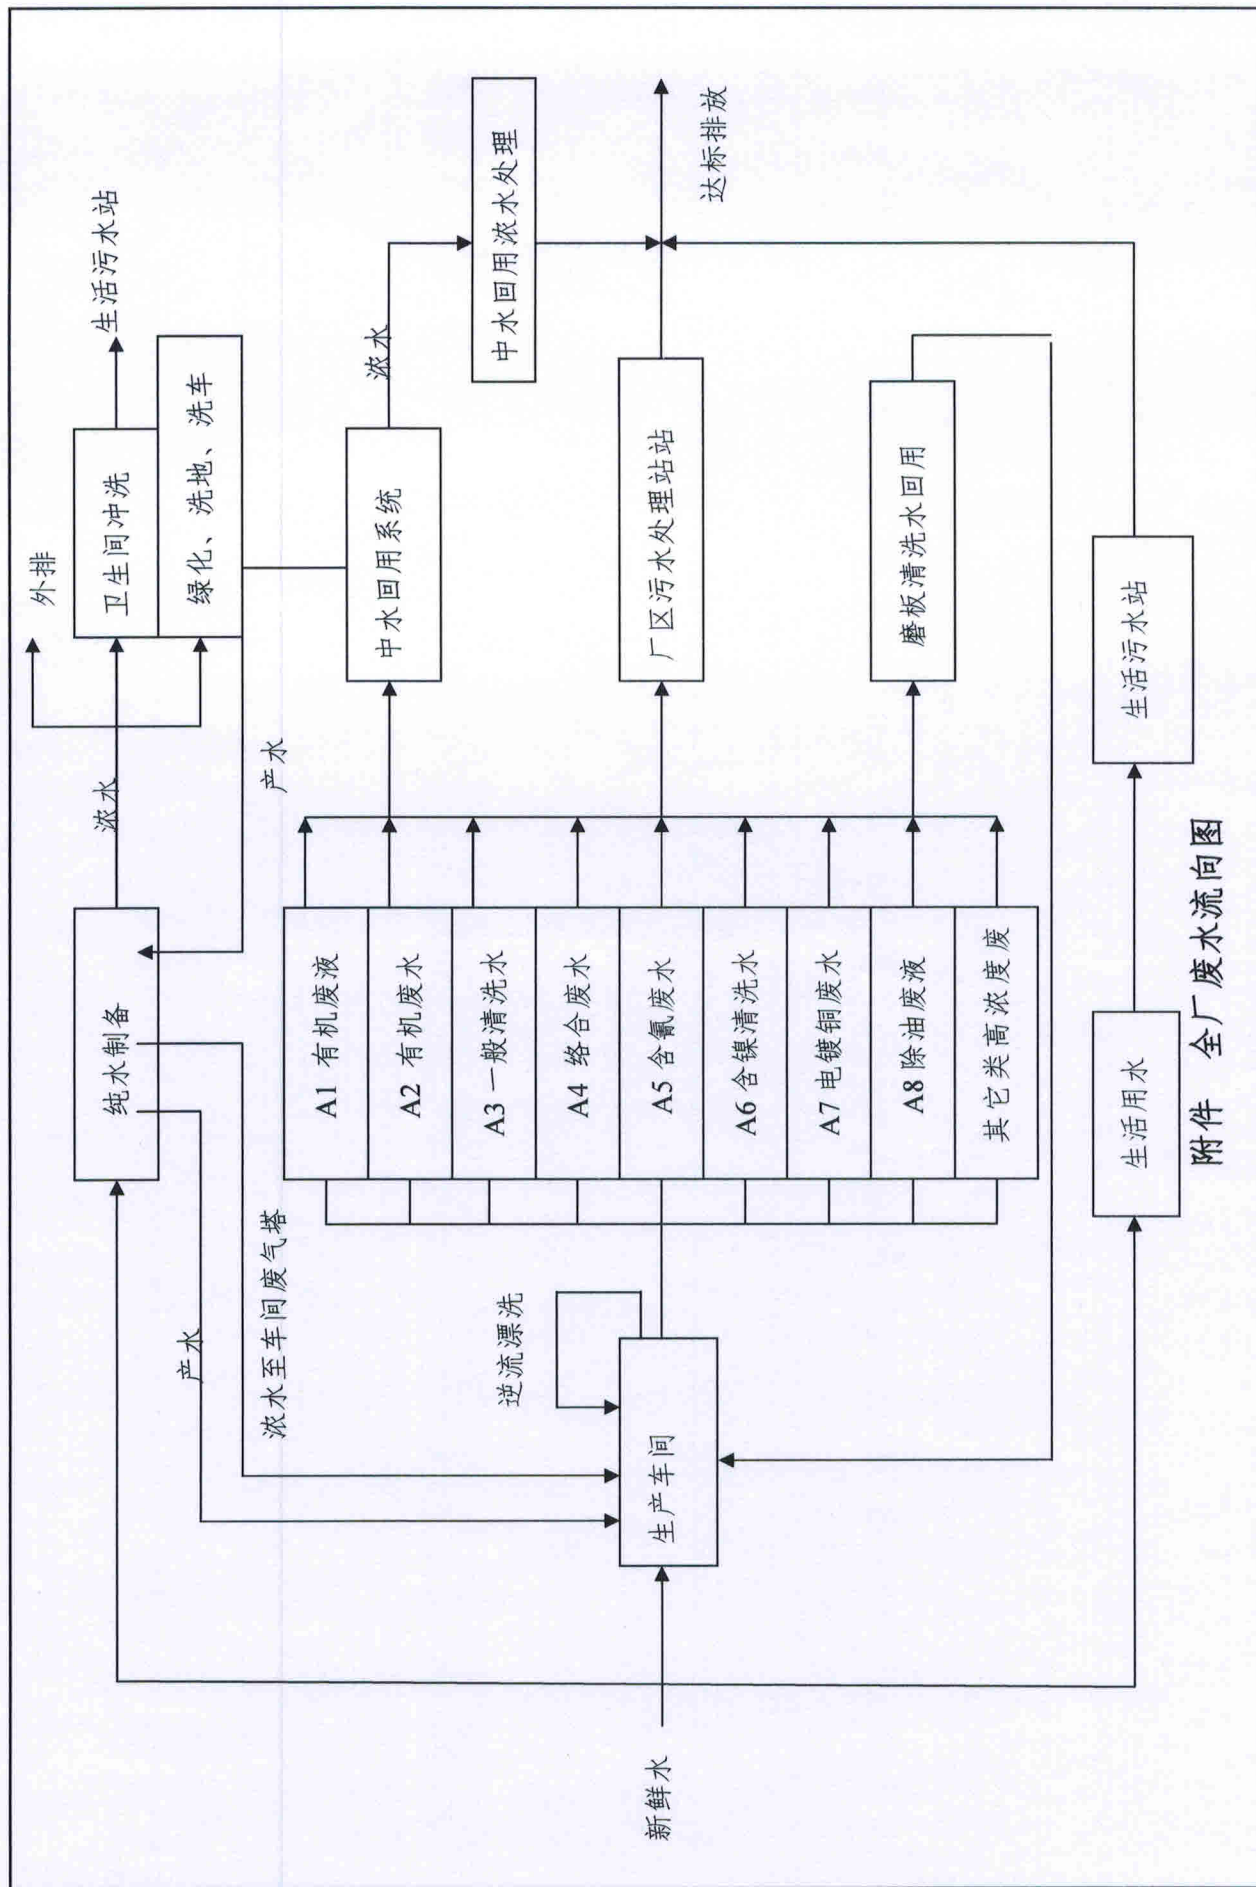 外排
生活污水站
浓水
卫生间冲洗
绿化、洗地、洗车
纯水制备
产水
产水
浓水至车间废气塔
浓水
中水回用系统
中水回用浓水处理
A1 有机废液
A2 有机废水
A3 一般清洗水
A4 络合废水
A5 含氰废水
A6 含镍清洗水
A7 电镀铜废水
A8 除油废液
其它类高浓度废
逆流漂洗
新鲜水
生产车间
厂区污水处理站站
达标排放
磨板清洗水回用
生活用水
生活污水站
附件 全厂废水流向图